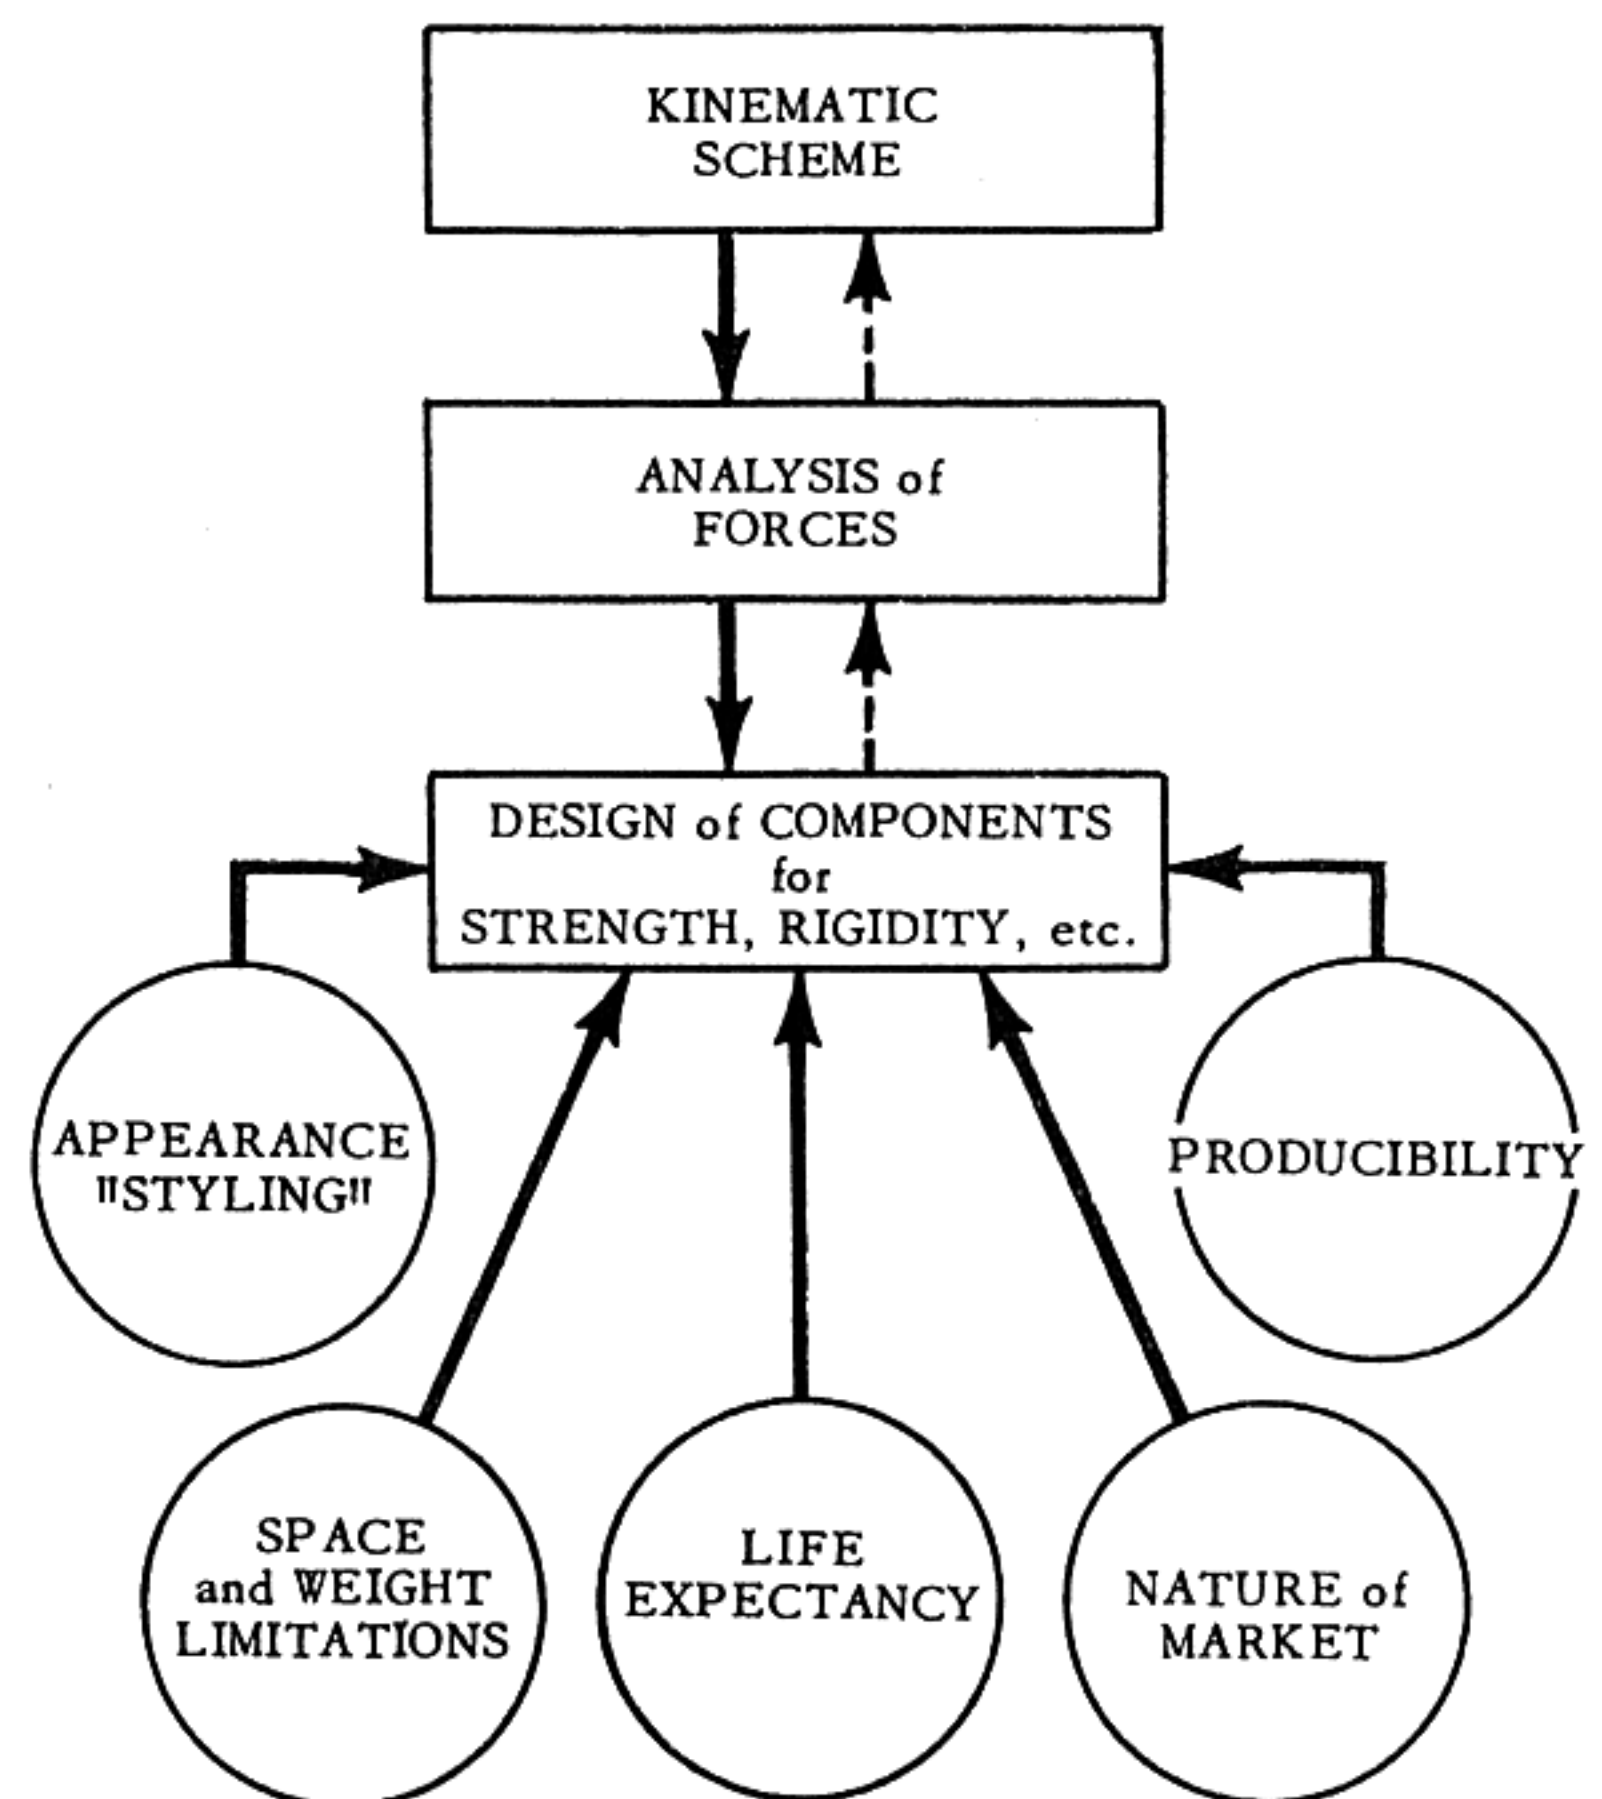 KINEMATIC
SCHEME
ANALYSIS of
FORCES
DESIGN of COMPONENTS
for
STRENGTH, RIGIDITY, etc.
APPEARANCE
"STYLING"
PRODUCIBILITY
SPACE
and WEIGHT
LIMITATIONS
LIFE
EXPECTANCY
NATURE of
MARKET